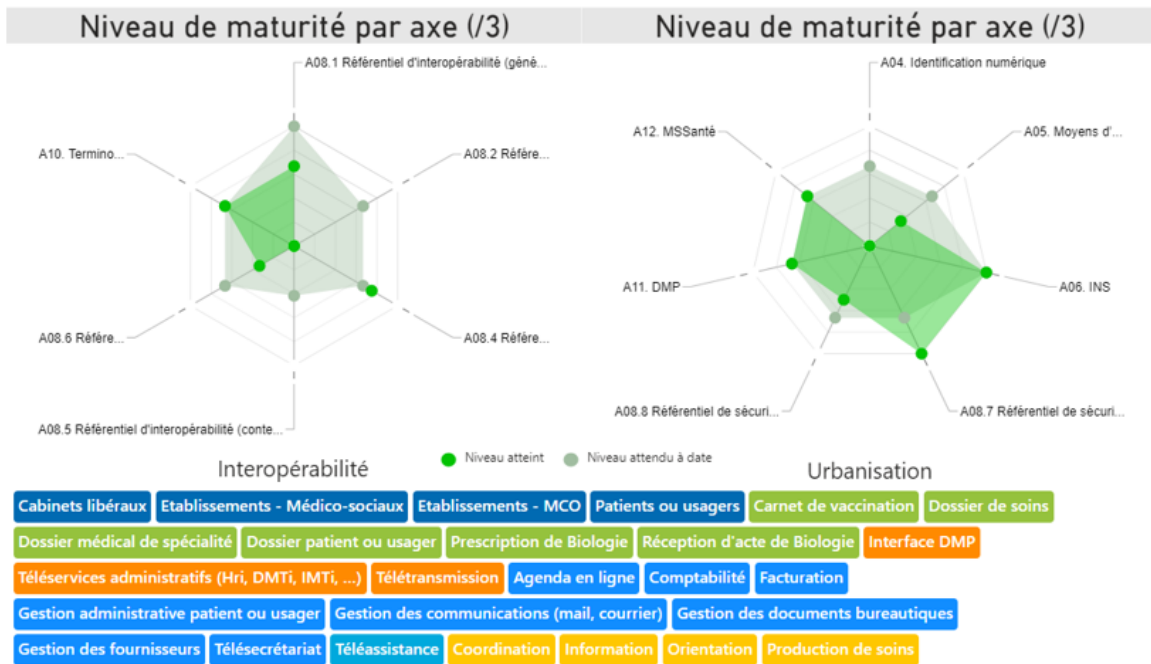 Niveau de maturité par axe (/3)
Niveau de maturité par axe (/3)
A08.1 Référentiel d'interopérabilité (géné...
A10. Termino...
A08.2 Référe...
A08.6 Référe...
A08.4 Référe...
A08.5 Référentiel d'interopérabilité (conte...
A04. Identification numérique
A12. MSSanté
A05. Moyens d'...
A11. DMP
A06. INS
A08.8 Référentiel de sécuri...
A08.7 Référentiel de sécuri...
Interopérabilité
Niveau atteint
Niveau attendu à date
Urbanisation
Cabinets libéraux Etablissements - Médico-sociaux Etablissements - MCO Patients ou usagers Carnet de vaccination Dossier de soins
Dossier médical de spécialité Dossier patient ou usager Prescription de Biologie Réception d'acte de Biologie Interface DMP
Téléservices administratifs (Hri, DMTi, IMTi, ...) Télétransmission Agenda en ligne Comptabilité Facturation
Gestion administrative patient ou usager Gestion des communications (mail, courrier) Gestion des documents bureautiques
Gestion des fournisseurs Télésecrétariat Téléassistance Coordination Information Orientation Production de soins